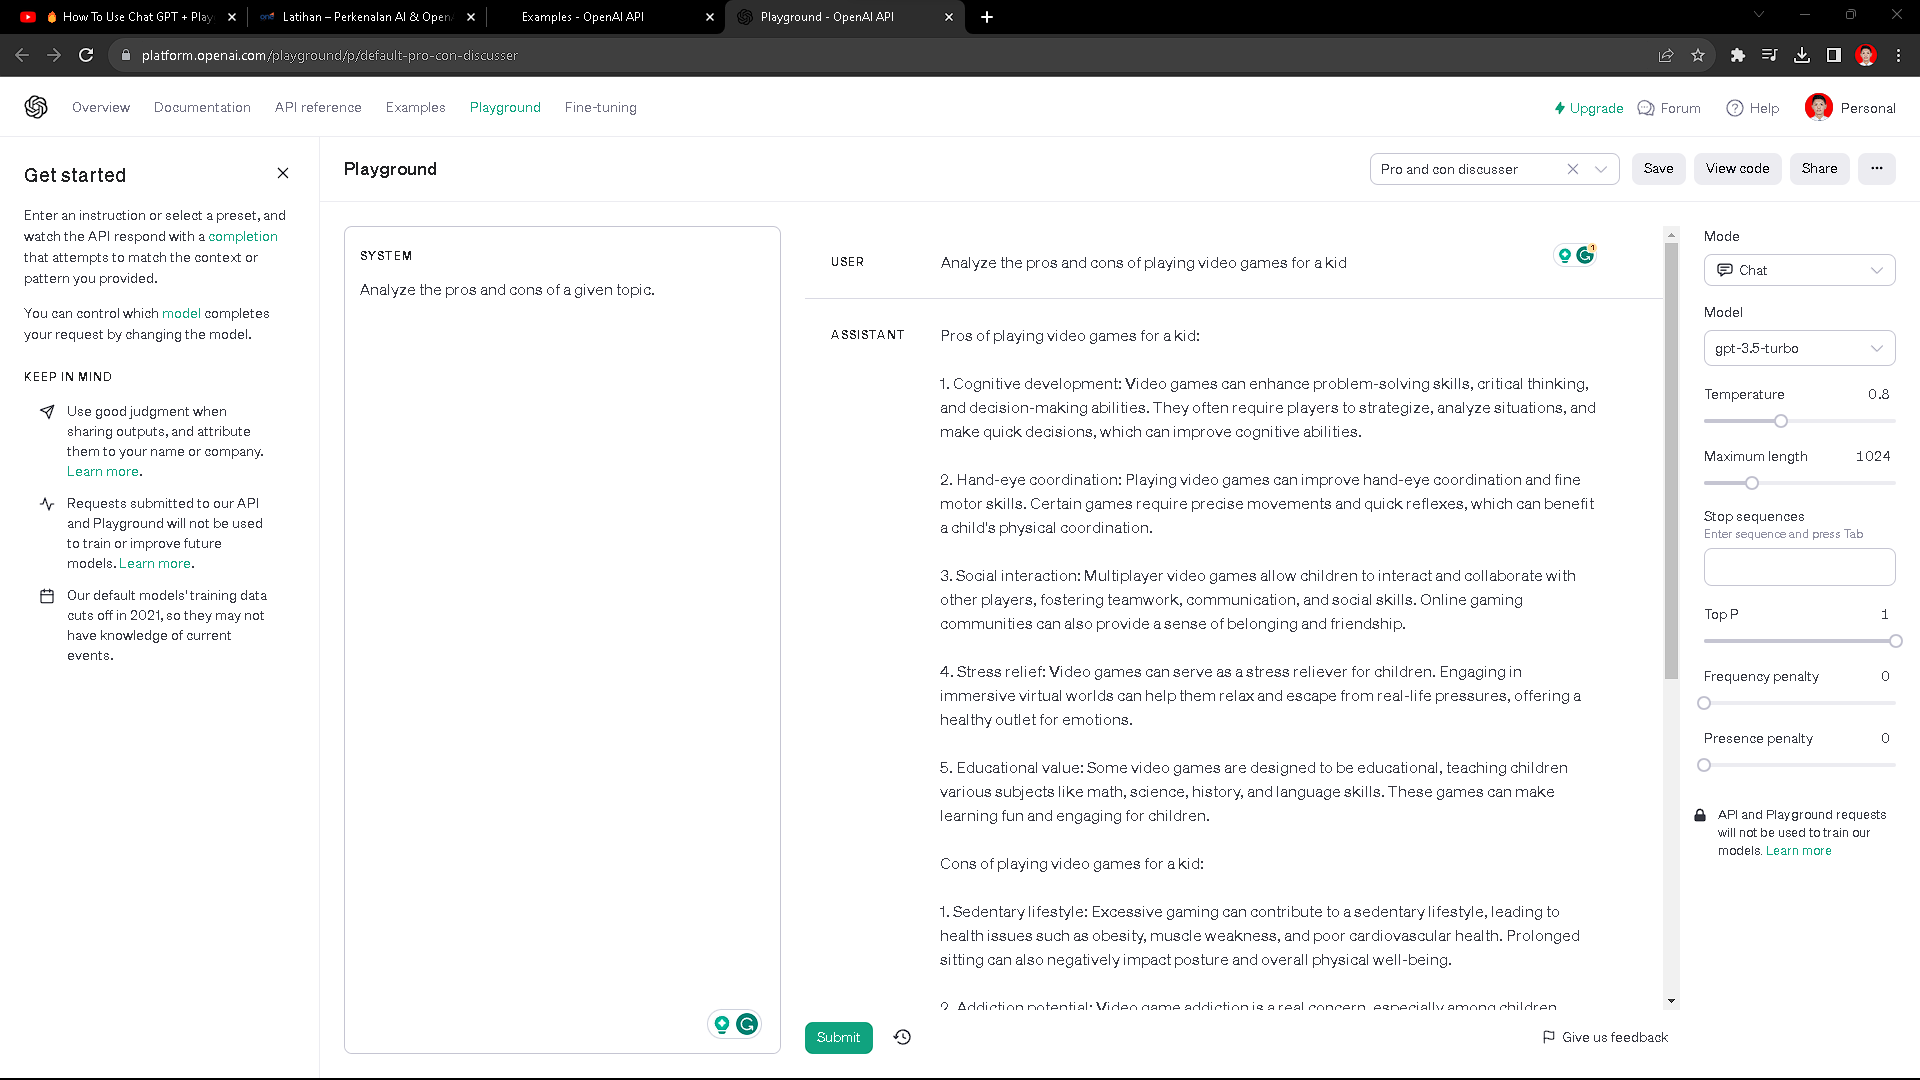 How To Use Chat GPT + Play
Latihan – Perkenalan AI & Open
Examples - OpenAI API
Playground - OpenAI API
platform.openai.com/playground/p/default-pro-con-discusser
Overview
Documentation
API reference
Examples
Playground
Fine-tuning
Upgrade
Forum
Help
Personal
Get started
Enter an instruction or select a preset, and
watch the API respond with a completion
that attempts to match the context or
pattern you provided.
You can control which model completes
your request by changing the model.
KEEP IN MIND
Use good judgment when
sharing outputs, and attribute
them to your name or company.
Learn more.
Requests submitted to our API
and Playground will not be used
to train or improve future
models. Learn more.
Our default models' training data
cuts off in 2021, so they may not
have knowledge of current
events.
Playground
Pro and con discusser
Save
View code
Share
SYSTEM
Analyze the pros and cons of a given topic.
USER
Analyze the pros and cons of playing video games for a kid
1
ASSISTANT
Pros of playing video games for a kid:
1. Cognitive development: Video games can enhance problem-solving skills, critical thinking,
and decision-making abilities. They often require players to strategize, analyze situations, and
make quick decisions, which can improve cognitive abilities.
2. Hand-eye coordination: Playing video games can improve hand-eye coordination and fine
motor skills. Certain games require precise movements and quick reflexes, which can benefit
a child's physical coordination.
3. Social interaction: Multiplayer video games allow children to interact and collaborate with
other players, fostering teamwork, communication, and social skills. Online gaming
communities can also provide a sense of belonging and friendship.
4. Stress relief: Video games can serve as a stress reliever for children. Engaging in
immersive virtual worlds can help them relax and escape from real-life pressures, offering a
healthy outlet for emotions.
5. Educational value: Some video games are designed to be educational, teaching children
various subjects like math, science, history, and language skills. These games can make
learning fun and engaging for children.
Cons of playing video games for a kid:
1. Sedentary lifestyle: Excessive gaming can contribute to a sedentary lifestyle, leading to
health issues such as obesity, muscle weakness, and poor cardiovascular health. Prolonged
sitting can also negatively impact posture and overall physical well-being.
2. Addiction potential: Video game addiction is a real concern, especially among children.
Submit
Give us feedback
Mode
Chat
Model
gpt-3.5-turbo
Temperature 0.8
Maximum length 1024
Stop sequences
Enter sequence and press Tab
Top P 1
Frequency penalty 0
Presence penalty 0
API and Playground requests
will not be used to train our
models. Learn more